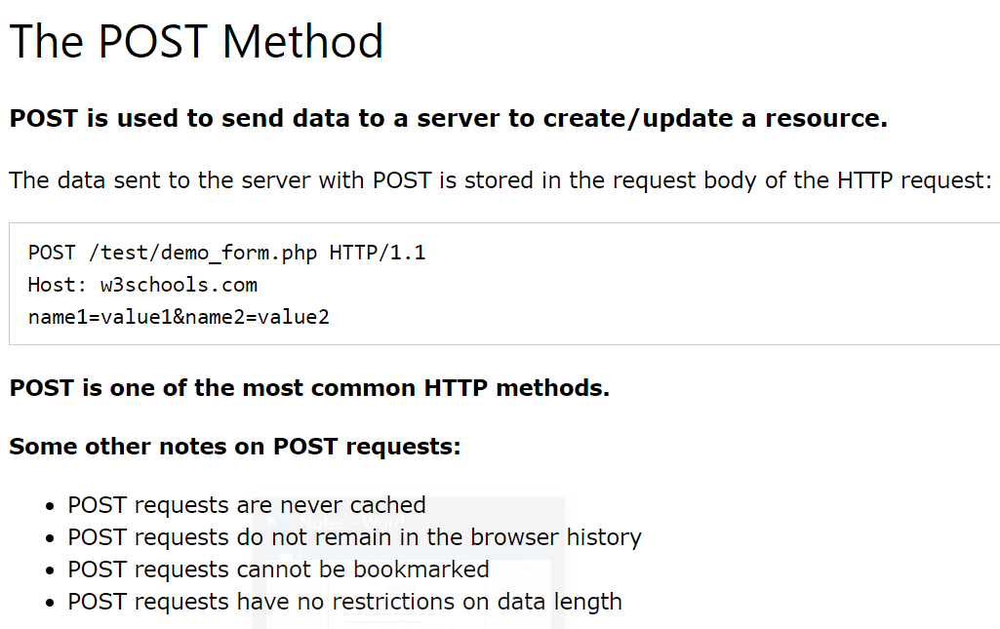 The POST Method
POST is used to send data to a server to create/update a resource.
The data sent to the server with POST is stored in the request body of the HTTP request:
POST /test/demo_form.php HTTP/1.1
Host: w3schools.com
name1=value1&name2=value2
POST is one of the most common HTTP methods.
Some other notes on POST requests:
• POST requests are never cached
Notes - Word
• POST requests do not remain in the browser history
• POST requests cannot be bookmarked
• POST requests have no restrictions on data length